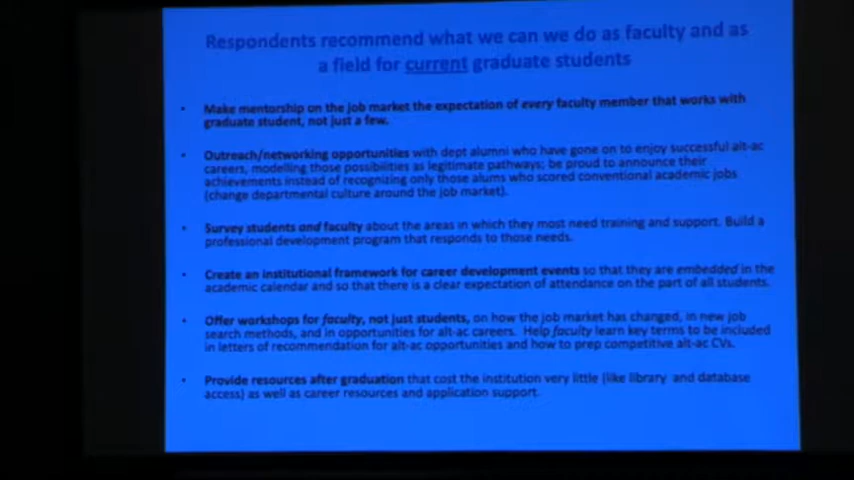 Respondents recommend what we can we do as faculty and as
a field for current graduate students
• Make mentorship on the job market the expectation of every faculty member that works with
graduate student, not just a few.
• Outreach/networking opportunities with dept alumni who have gone on to enjoy successful alt-ac
careers, modelling those possibilities as legitimate pathways; be proud to announce their
achievements instead of recognizing only those alums who scored conventional academic jobs
(change departmental culture around the job market).
• Survey students and faculty about the areas in which they most need training and support. Build a
professional development program that responds to those needs.
• Create an institutional framework for career development events so that they are embedded in the
academic calendar and so that there is a clear expectation of attendance on the part of all students.
• Offer workshops for faculty, not just students, on how the job market has changed, in new job
search methods, and in opportunities for alt-ac careers. Help faculty learn key terms to be included
in letters of recommendation for alt-ac opportunities and how to prep competitive alt-ac CVs.
• Provide resources after graduation that cost the institution very little (like library and database
access) as well as career resources and application support.